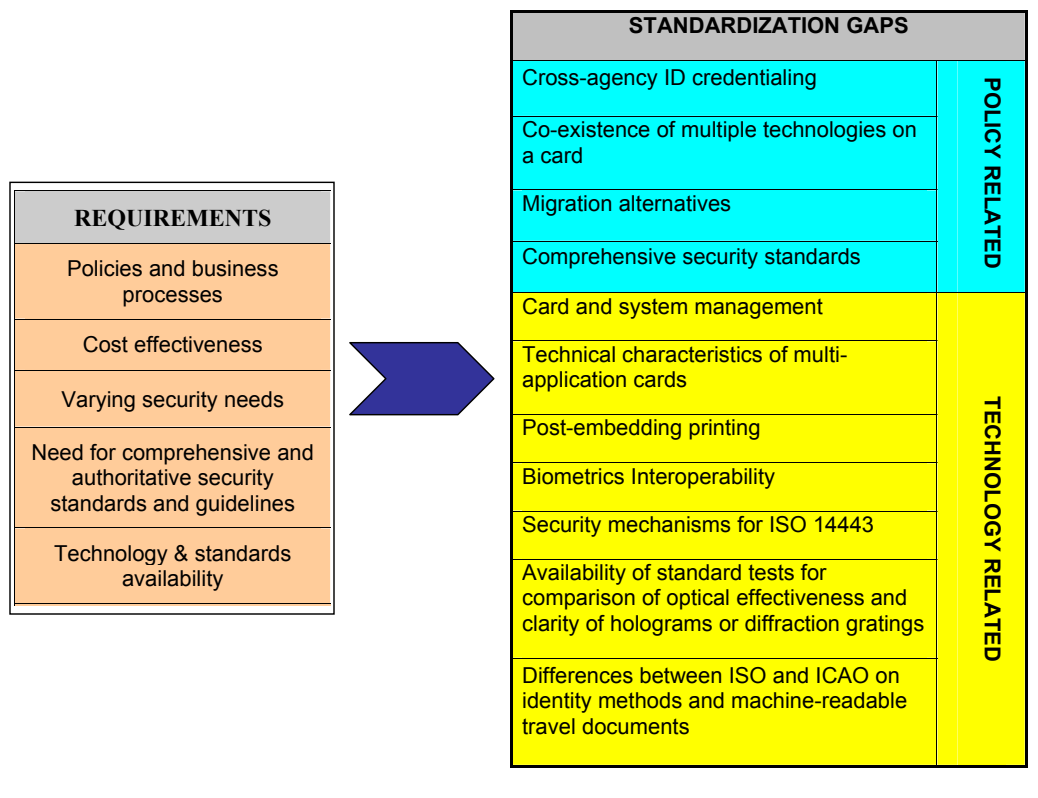 REQUIREMENTS
Policies and business
processes
Cost effectiveness
Varying security needs
Need for comprehensive and
authoritative security
standards and guidelines
Technology & standards
availability
STANDARDIZATION GAPS
Cross-agency ID credentialing
Co-existence of multiple technologies on
a card
Migration alternatives
Comprehensive security standards
POLICY RELATED
Card and system management
Technical characteristics of multi-
application cards
Post-embedding printing
Biometrics Interoperability
Security mechanisms for ISO 14443
Availability of standard tests for
comparison of optical effectiveness and
clarity of holograms or diffraction gratings
Differences between ISO and ICAO on
identity methods and machine-readable
travel documents
TECHNOLOGY RELATED